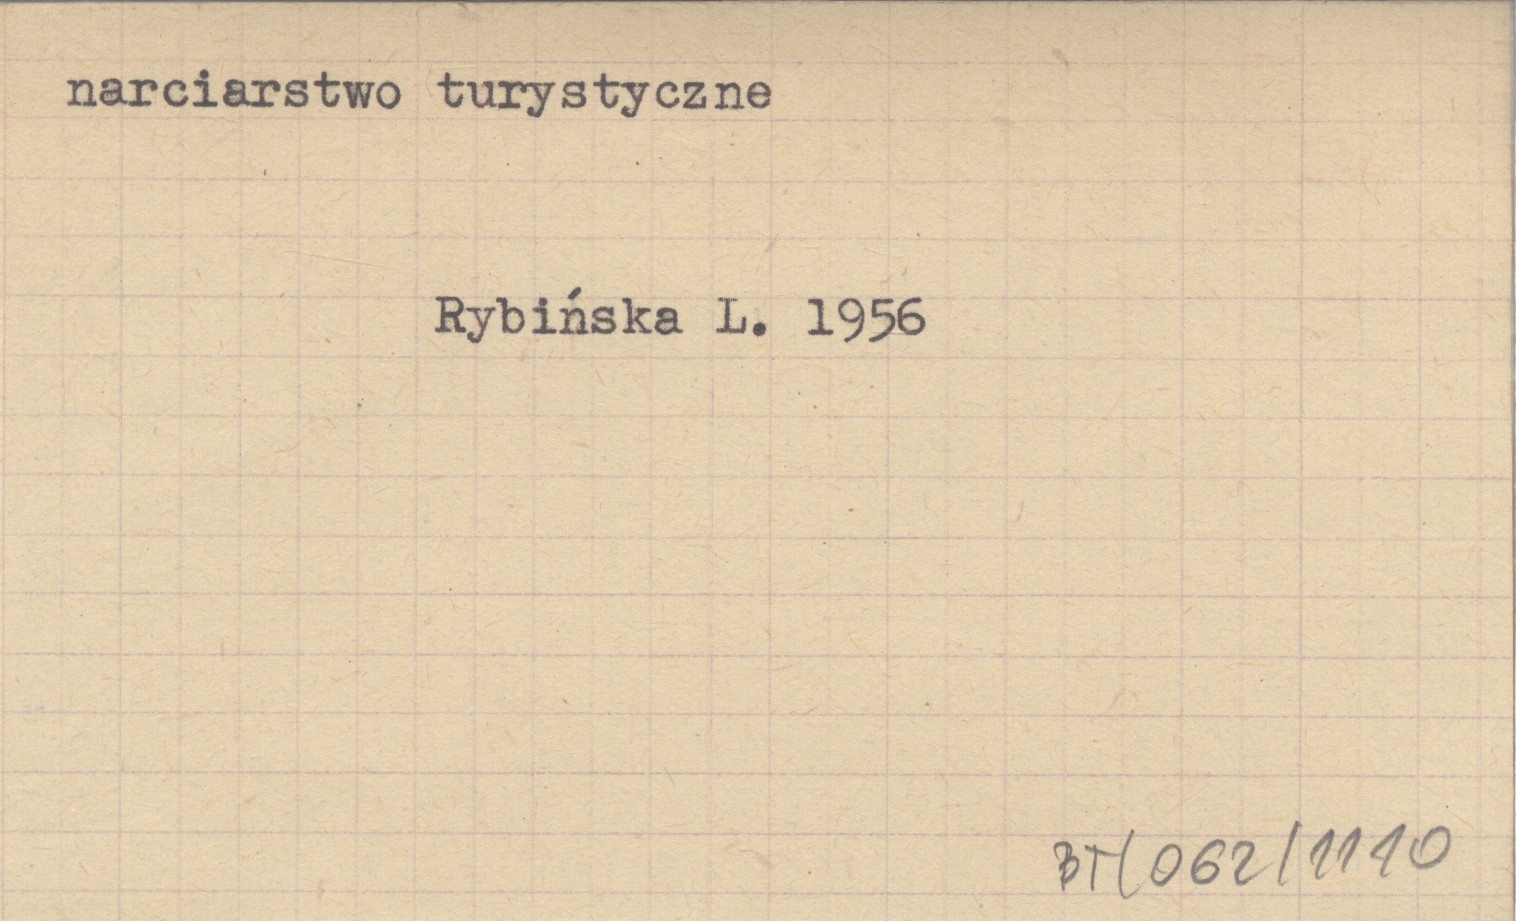 narciarstwo turystyczne
Rybińska L. 1956
BT/062/1110